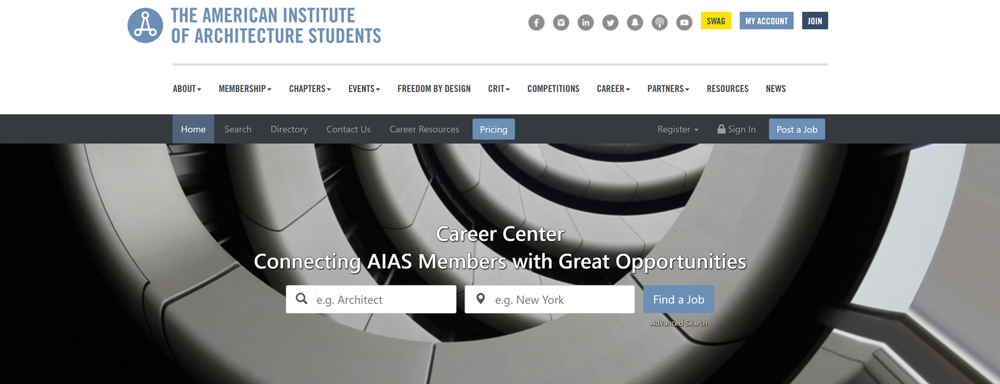 THE AMERICAN INSTITUTE
OF ARCHITECTURE STUDENTS
SWAG
MY ACCOUNT
JOIN
ABOUT MEMBERSHIP CHAPTERS EVENTS FREEDOM BY DESIGN CRIT COMPETITIONS CAREER PARTNERS RESOURCES NEWS
Home Search Directory Contact Us Career Resources Pricing Register Sign In Post a Job
Career Center
Connecting AIAS Members with Great Opportunities
e.g. Architect e.g. New York Find a Job
Advanced Search